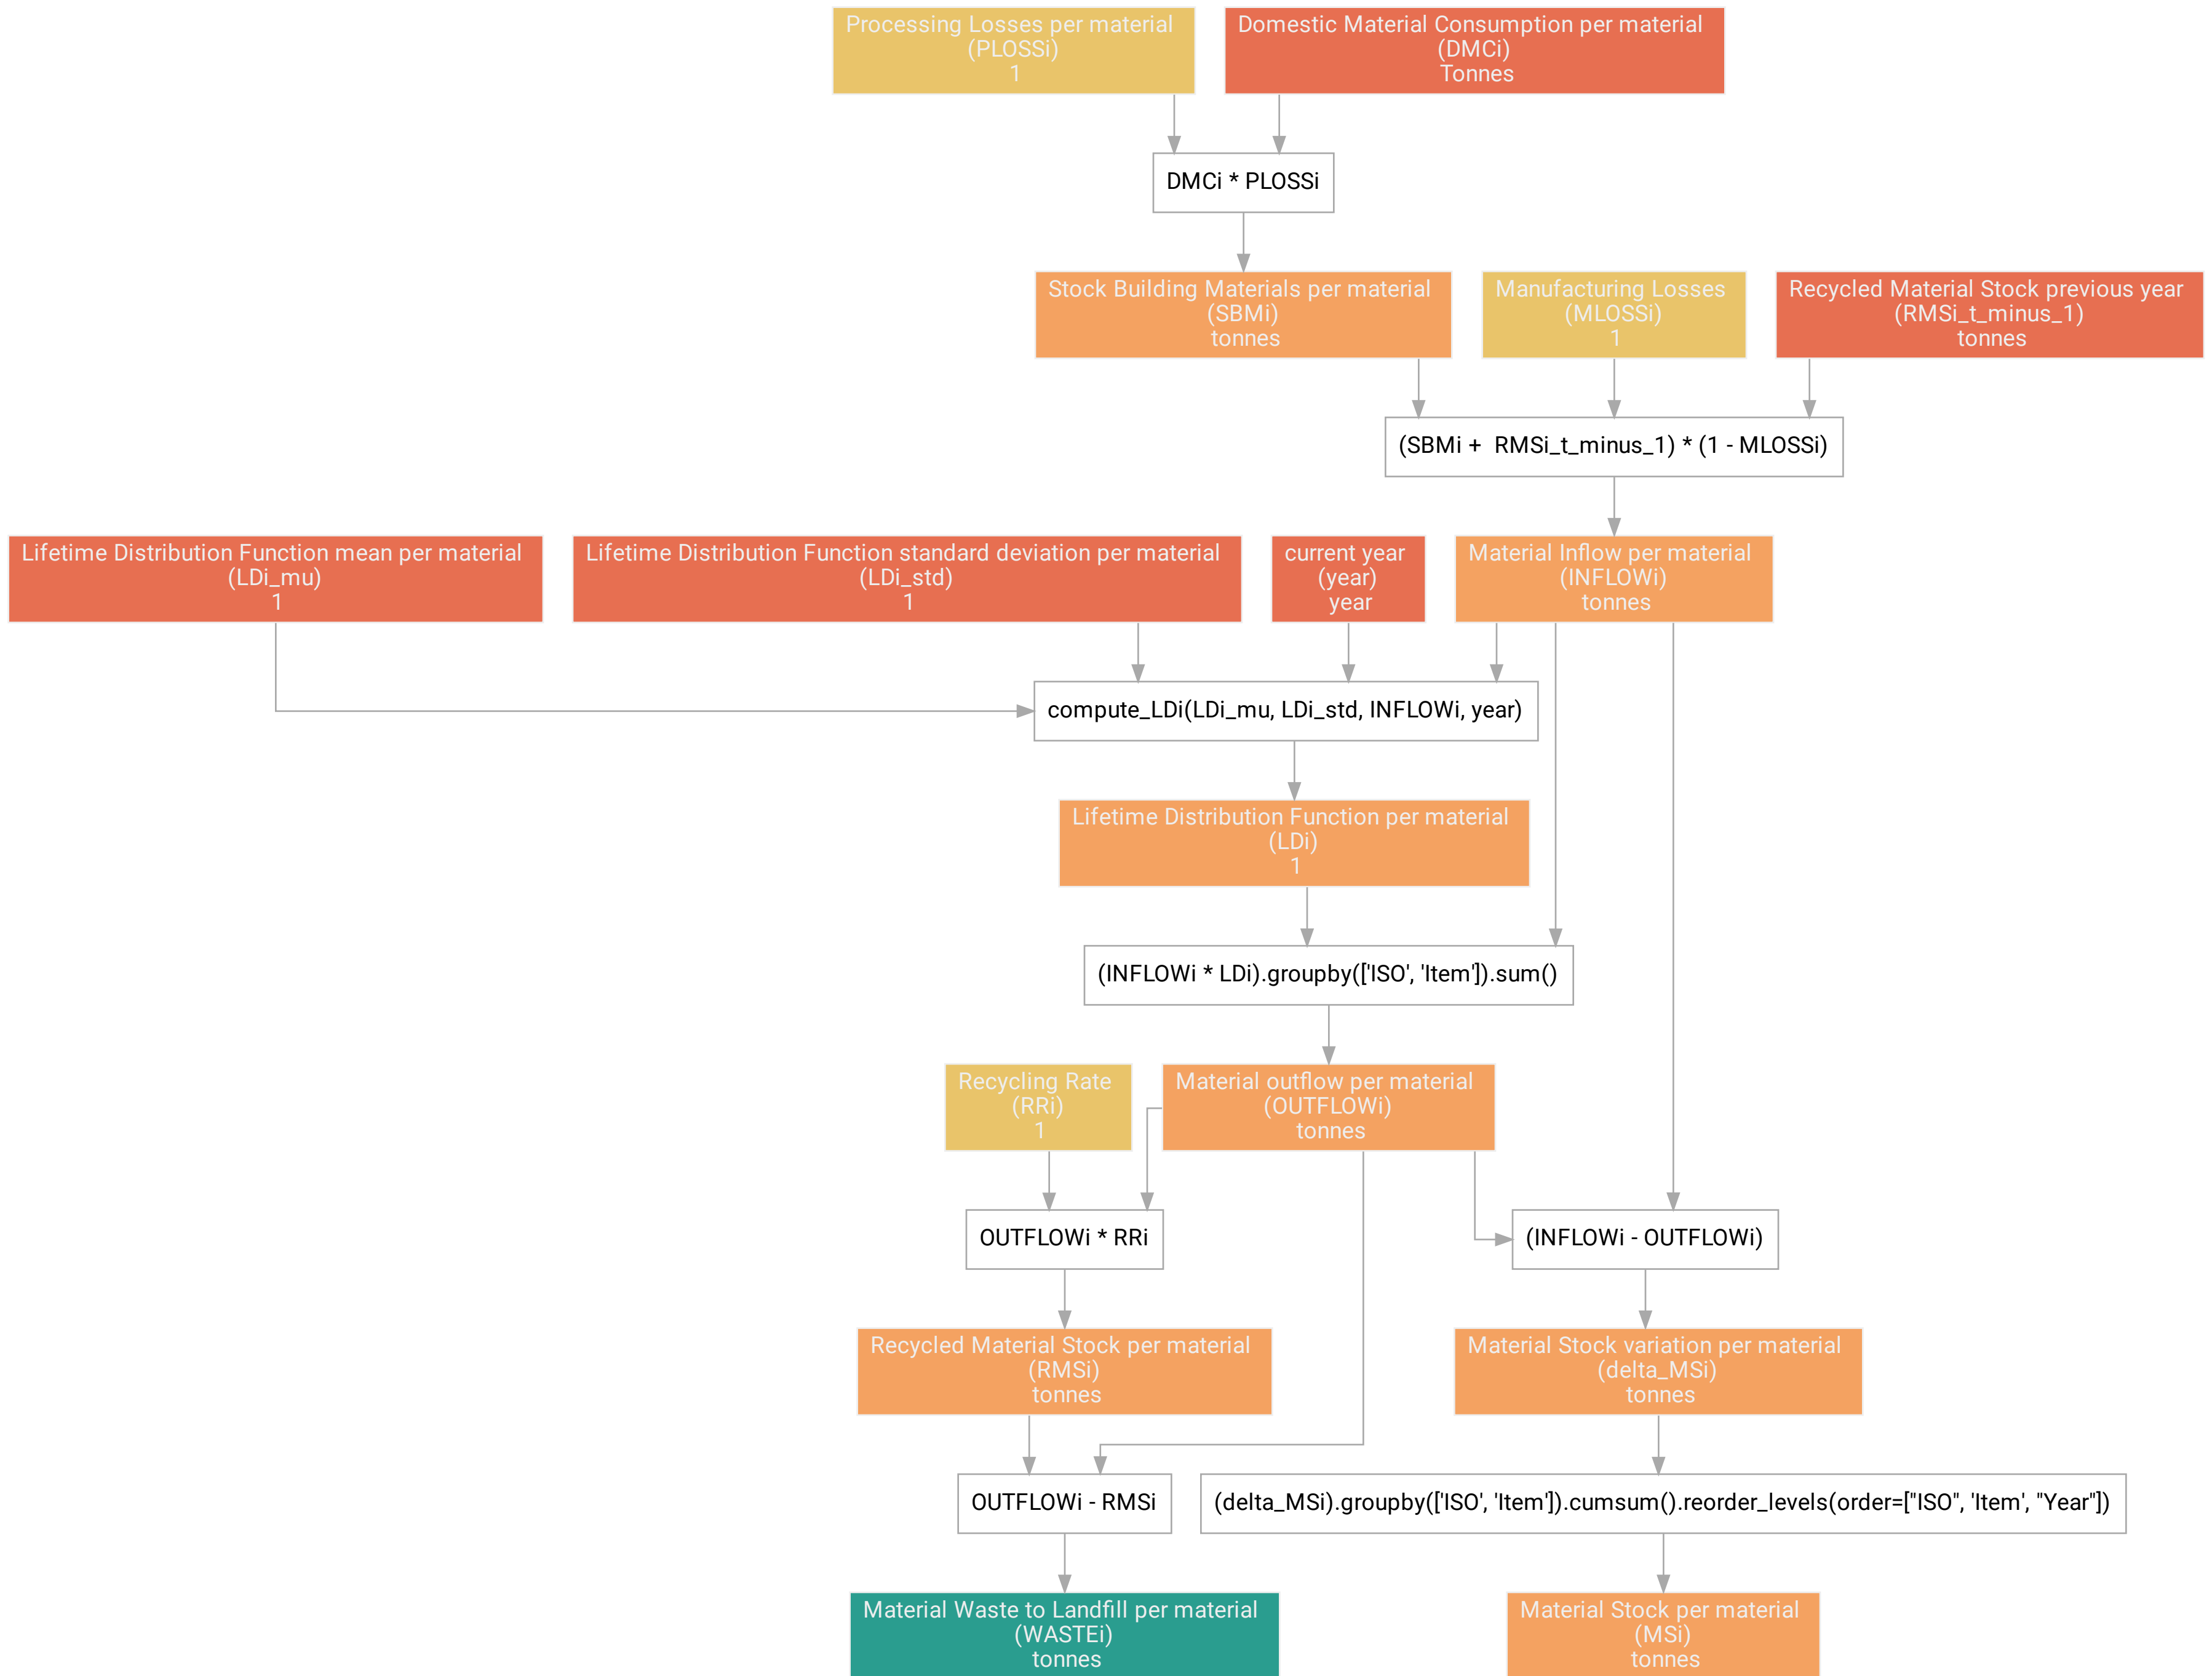 Processing Losses per material
(PLOSSi)
1
Domestic Material Consumption per material
(DMCi)
Tonnes
DMCi * PLOSSi
Stock Building Materials per material
(SBMi)
tonnes
Manufacturing Losses
(MLOSSi)
1
Recycled Material Stock previous year
(RMSi_t_minus_1)
tonnes
(SBMi +  RMSi_t_minus_1) * (1 - MLOSSi)
Lifetime Distribution Function mean per material
(LDi_mu)
1
Lifetime Distribution Function standard deviation per material
(LDi_std)
1
current year
(year)
year
Material Inflow per material
(INFLOWi)
tonnes
compute_LDi(LDi_mu, LDi_std, INFLOWi, year)
Lifetime Distribution Function per material
(LDi)
1
(INFLOWi * LDi).groupby(['ISO', 'Item']).sum()
Recycling Rate
(RRi)
1
Material outflow per material
(OUTFLOWi)
tonnes
OUTFLOWi * RRi
(INFLOWi - OUTFLOWi)
Recycled Material Stock per material
(RMSi)
tonnes
Material Stock variation per material
(delta_MSi)
tonnes
OUTFLOWi - RMSi
(delta_MSi).groupby(['ISO', 'Item']).cumsum().reorder_levels(order=["ISO", 'Item', "Year"])
Material Waste to Landfill per material
(WASTEi)
tonnes
Material Stock per material
(MSi)
tonnes